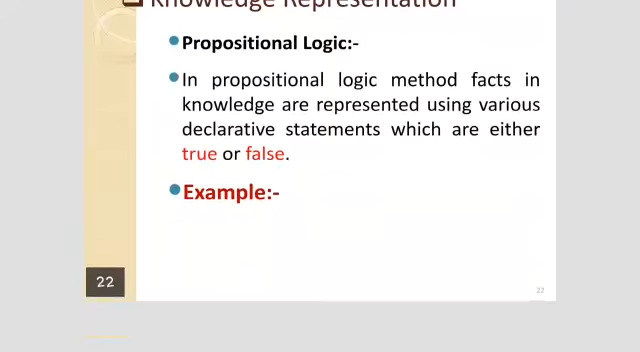 Knowledge Representation
Propositional Logic:-
In propositional logic method facts in
knowledge are represented using various
declarative statements which are either
true or false.
Example:-
22
22